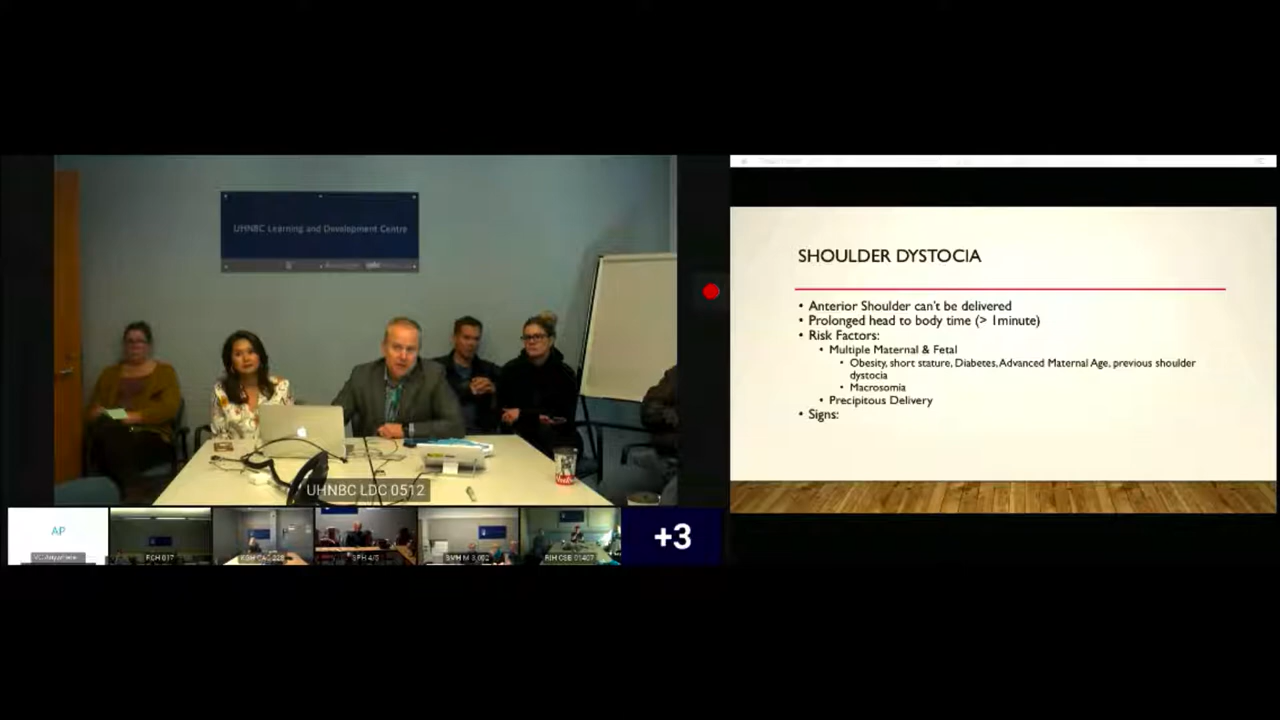 UHNBC Learning and Development Centre
UHNBC LDC 0512
AP
+3
SHOULDER DYSTOCIA
• Anterior Shoulder can't be delivered
• Prolonged head to body time (> 1minute)
• Risk Factors:
• Multiple Maternal & Fetal
• Obesity, short stature, Diabetes, Advanced Maternal Age, previous shoulder
dystocia
• Macrosomia
• Precipitous Delivery
• Signs: